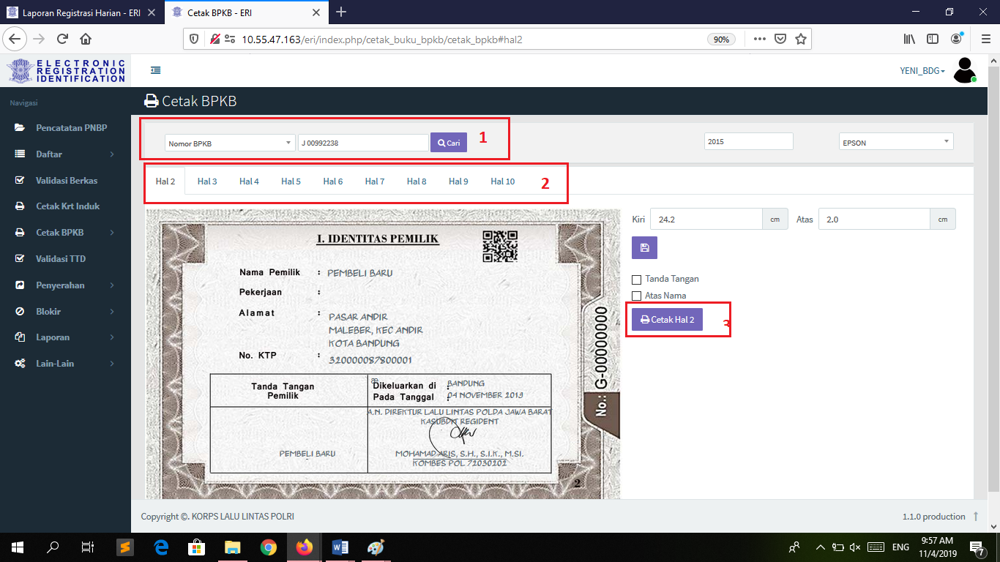 Laporan Registrasi Harian - ERI
Cetak BPKB - ERI
10.55.47.163/eri/index.php/cetak_buku_bpkb/cetak_bpkb#hal2
90%
ELECTRONIC
REGISTRATION
IDENTIFICATION
YENI_BDG
Navigasi
Cetak BPKB
Pencatatan PNBP
Daftar
Validasi Berkas
Cetak Krt Induk
Cetak BPKB
Validasi TTD
Penyerahan
Blokir
Laporan
Lain-Lain
Nomor BPKB
J 00992238
Cari
1
2015
EPSON
Hal 2
Hal 3
Hal 4
Hal 5
Hal 6
Hal 7
Hal 8
Hal 9
Hal 10
2
I. IDENTITAS PEMILIK
Nama Pemilik : PEMBELI BARU
Pekerjaan :
Alamat : PASAR ANDIR
MALEBER, KEC ANDIR
KOTA BANDUNG
No. KTP : 320000087800001
Tanda Tangan
Pemilik
Dikeluarkan di : BANDUNG
Pada Tanggal : 04 NOVEMBER 2019
A.N. DIREKTUR LALU LINTAS POLDA JAWA BARAT
KASUBDIT REGIDENT
PEMBELI BARU
MOHAMAD ARIS, S.H., S.I.K., M.SI.
KOMBES POL 72030202
2
No.: G-00000000
Kiri 24.2 cm Atas 2.0 cm
Tanda Tangan
Atas Nama
Cetak Hal 2
3
Copyright ©. KORPS LALU LINTAS POLRI
1.1.0 production
ENG
9:57 AM
11/4/2019
7